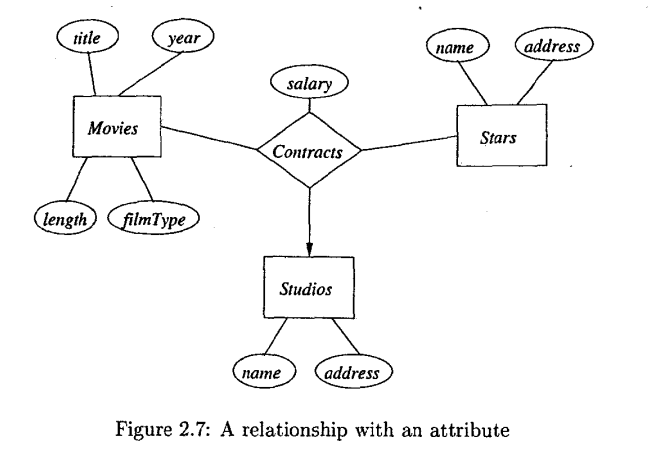 title
year
name
address
salary
Movies
Contracts
Stars
length
filmType
Studios
name
address
Figure 2.7: A relationship with an attribute